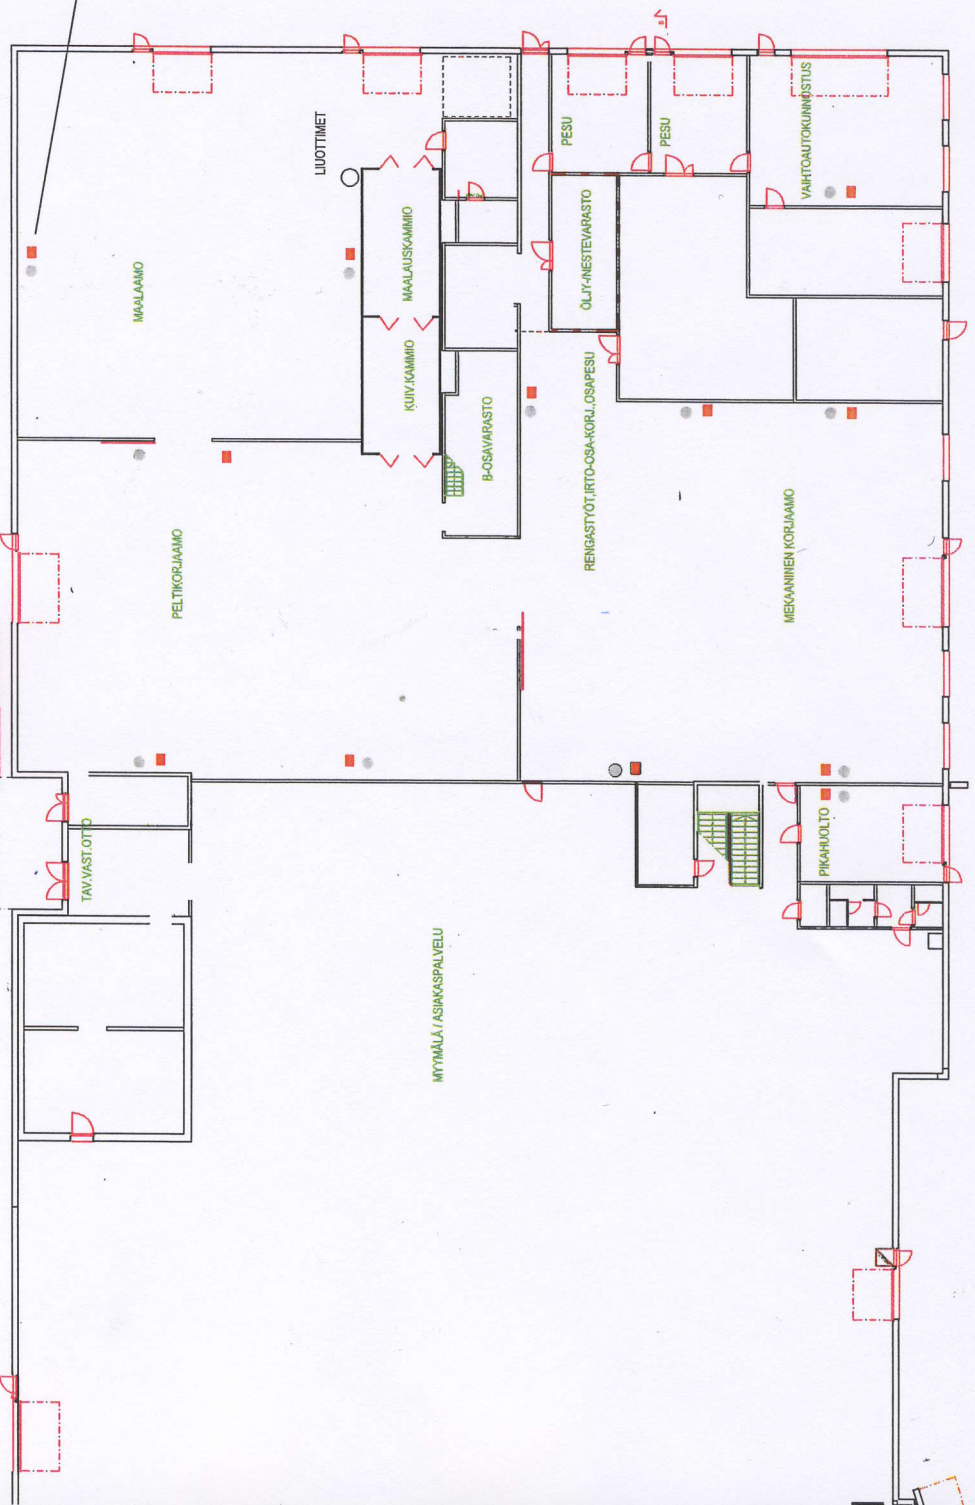 LIUOTTIMET
MAALAAMO
MAALAUSKAMMIO
KUIV.KAMMIO
B-OSAVARASTO
PESU
PESU
VAIHTOAUTOKUNNOSTUS
ÖLJY-/NESTEVARASTO
RENGASTYÖT,IRTO-OSA-KORJ.,OSAPESU
PELTIKORJAAMO
MEKAANINEN KORJAAMO
TAV.VAST.OTTO
PIKAHUOLTO
MYYMÄLÄ / ASIAKASPALVELU